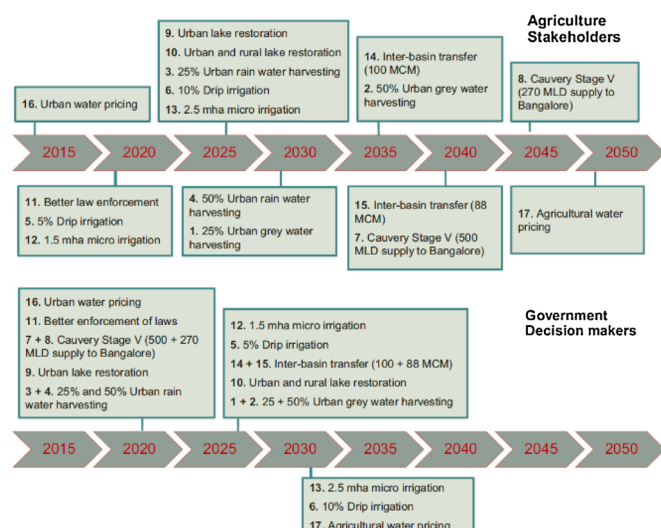 Agriculture
Stakeholders
9. Urban lake restoration
10. Urban and rural lake restoration
3. 25% Urban rain water
harvesting
6. 10% Drip irrigation
13. 2.5 mha micro irrigation
14. Inter-basin transfer
(100 MCM)
2. 50% Urban grey water
harvesting
8. Cauvery Stage V
(270 MLD supply to
Bangalore)
16. Urban water pricing
2015 2020 2025 2030 2035 2040 2045 2050
11. Better law enforcement
5. 5% Drip irrigation
12. 1.5 mha micro irrigation
4. 50% Urban rain water
harvesting
1. 25% Urban grey water
harvesting
15. Inter-basin transfer (88
MCM)
7. Cauvery Stage V (500
MLD supply to Bangalore)
17. Agricultural water
pricing
Government
Decision makers
16. Urban water pricing
11. Better enforcement of laws
7 + 8. Cauvery Stage V (500 + 270
MLD supply to Bangalore)
9. Urban lake restoration
3 + 4. 25% and 50% Urban rain
water harvesting
12. 1.5 mha micro irrigation
5. 5% Drip irrigation
14 + 15. Inter-basin transfer (100 + 88 MCM)
10. Urban and rural lake restoration
1 + 2. 25 + 50% Urban grey water harvesting
2015 2020 2025 2030 2035 2040 2045 2050
13. 2.5 mha micro irrigation
6. 10% Drip irrigation
17. Agricultural water pricing